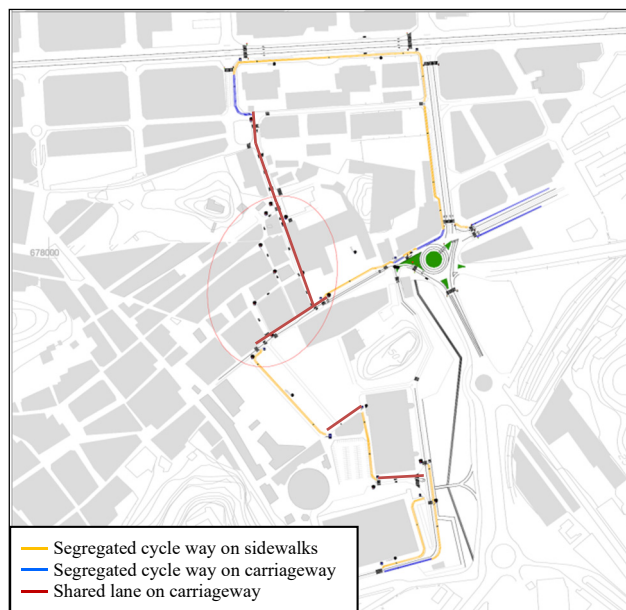 678000
Segregated cycle way on sidewalks
Segregated cycle way on carriageway
Shared lane on carriageway